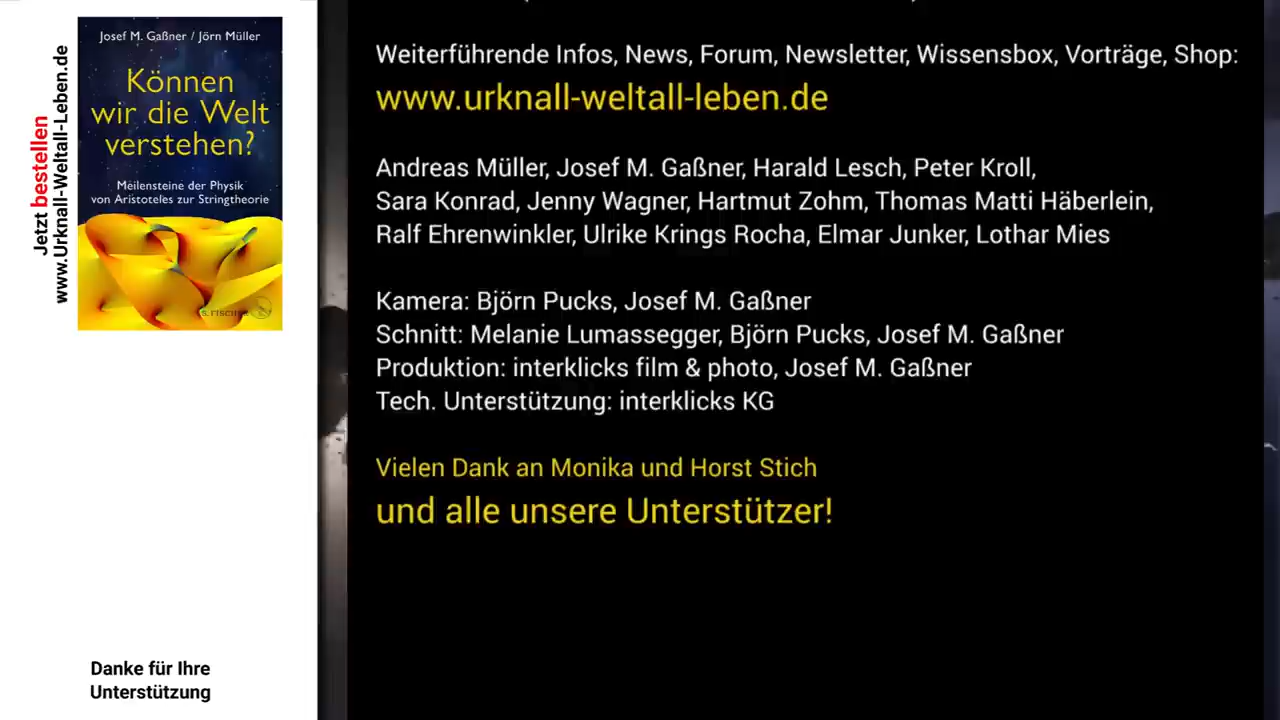 Jetzt bestellen
www.Urknall-Weltall-Leben.de
Josef M. Gaßner / Jörn Müller
Können
wir die Welt
verstehen?
Meilensteine der Physik
von Aristoteles zur Stringtheorie
S. FISCHER
Danke für Ihre
Unterstützung
Weiterführende Infos, News, Forum, Newsletter, Wissensbox, Vorträge, Shop:
www.urknall-weltall-leben.de
Andreas Müller, Josef M. Gaßner, Harald Lesch, Peter Kroll,
Sara Konrad, Jenny Wagner, Hartmut Zohm, Thomas Matti Häberlein,
Ralf Ehrenwinkler, Ulrike Krings Rocha, Elmar Junker, Lothar Mies
Kamera: Björn Pucks, Josef M. Gaßner
Schnitt: Melanie Lumassegger, Björn Pucks, Josef M. Gaßner
Produktion: interklicks film & photo, Josef M. Gaßner
Tech. Unterstützung: interklicks KG
Vielen Dank an Monika und Horst Stich
und alle unsere Unterstützer!